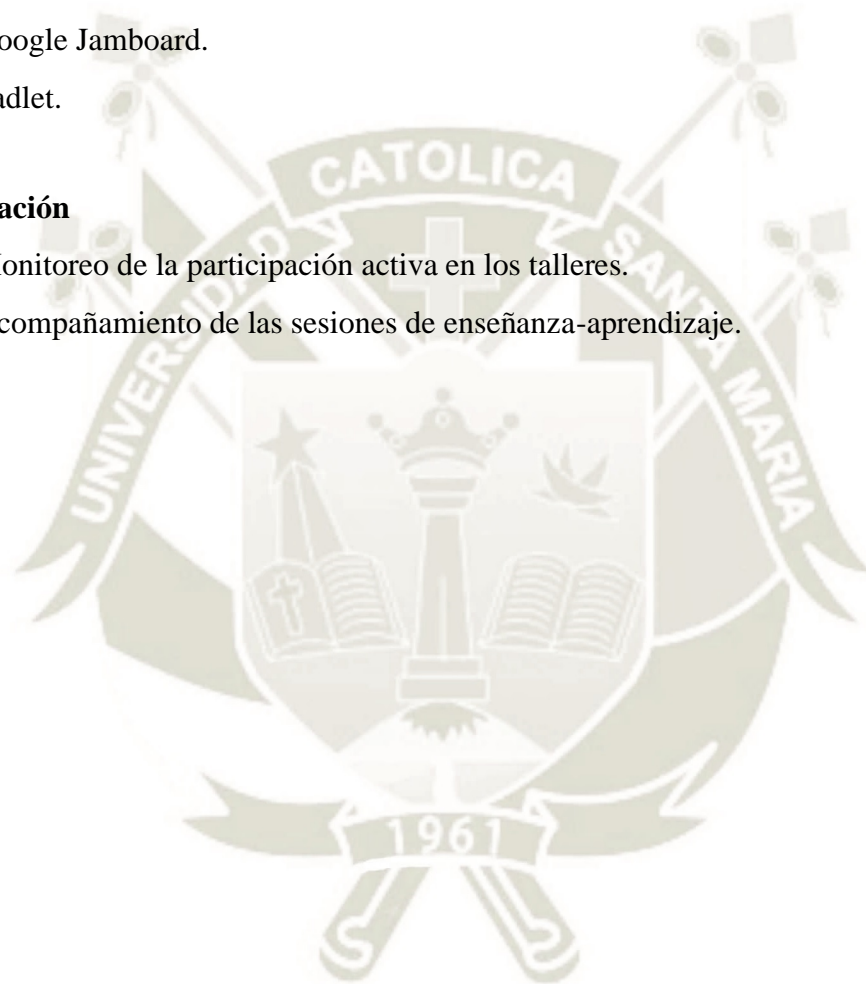 oogle Jamboard.
adlet.
ación
onitoreo de la participación activa en los talleres.
compañamiento de las sesiones de enseñanza-aprendizaje.
UNIVERSIDAD CATOLICA SANTA MARIA
1961